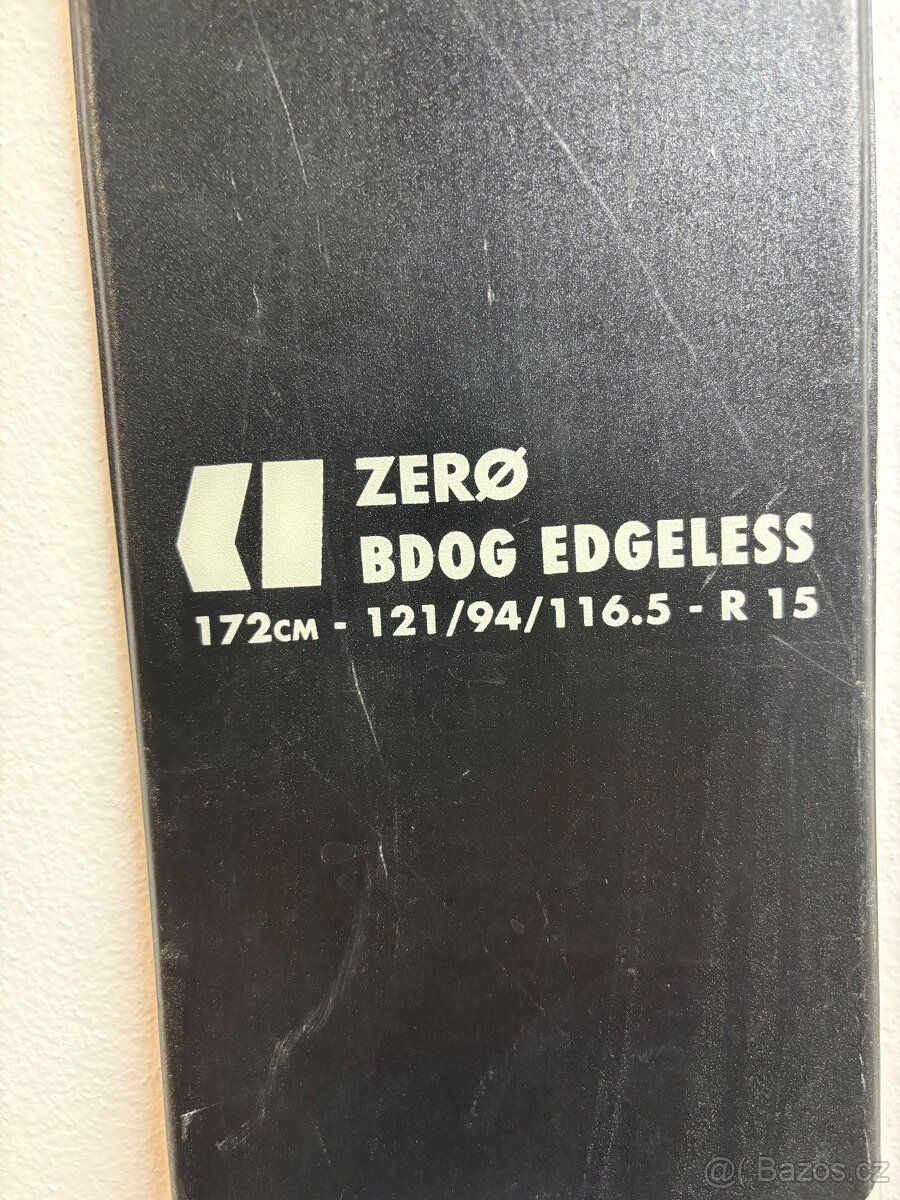 ZERØ
BDOG EDGELESS
172CM - 121/94/116.5 - R 15
@( Bazos.cz